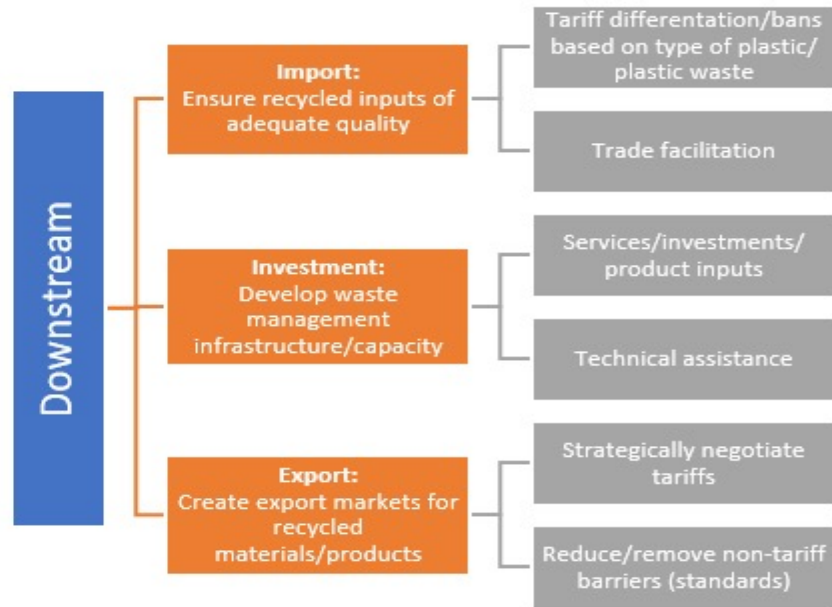 Downstream
Import:
Ensure recycled inputs of
adequate quality
Tariff differentation/bans
based on type of plastic/
plastic waste
Trade facilitation
Investment:
Develop waste
management
infrastructure/capacity
Services/investments/
product inputs
Technical assistance
Export:
Create export markets for
recycled
materials/products
Strategically negotiate
tariffs
Reduce/remove non-tariff
barriers (standards)